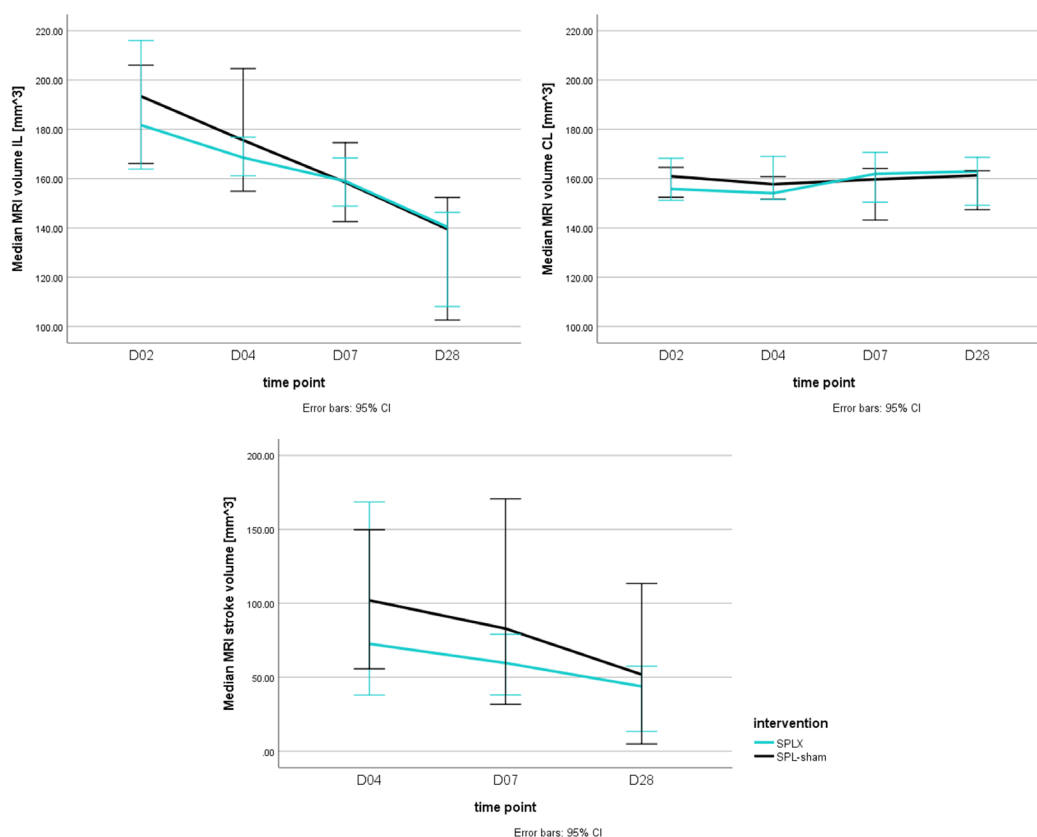 220.00
200.00
180.00
160.00
140.00
120.00
100.00
Median MRI volume IL [mm^3]
D02 D04 D07 D28
time point
Error bars: 95% CI
220.00
200.00
180.00
160.00
140.00
120.00
100.00
Median MRI volume CL [mm^3]
D02 D04 D07 D28
time point
Error bars: 95% CI
200.00
150.00
100.00
50.00
.00
Median MRI stroke volume [mm^3]
D04 D07 D28
time point
Error bars: 95% CI
intervention
SPLX
SPL-sham